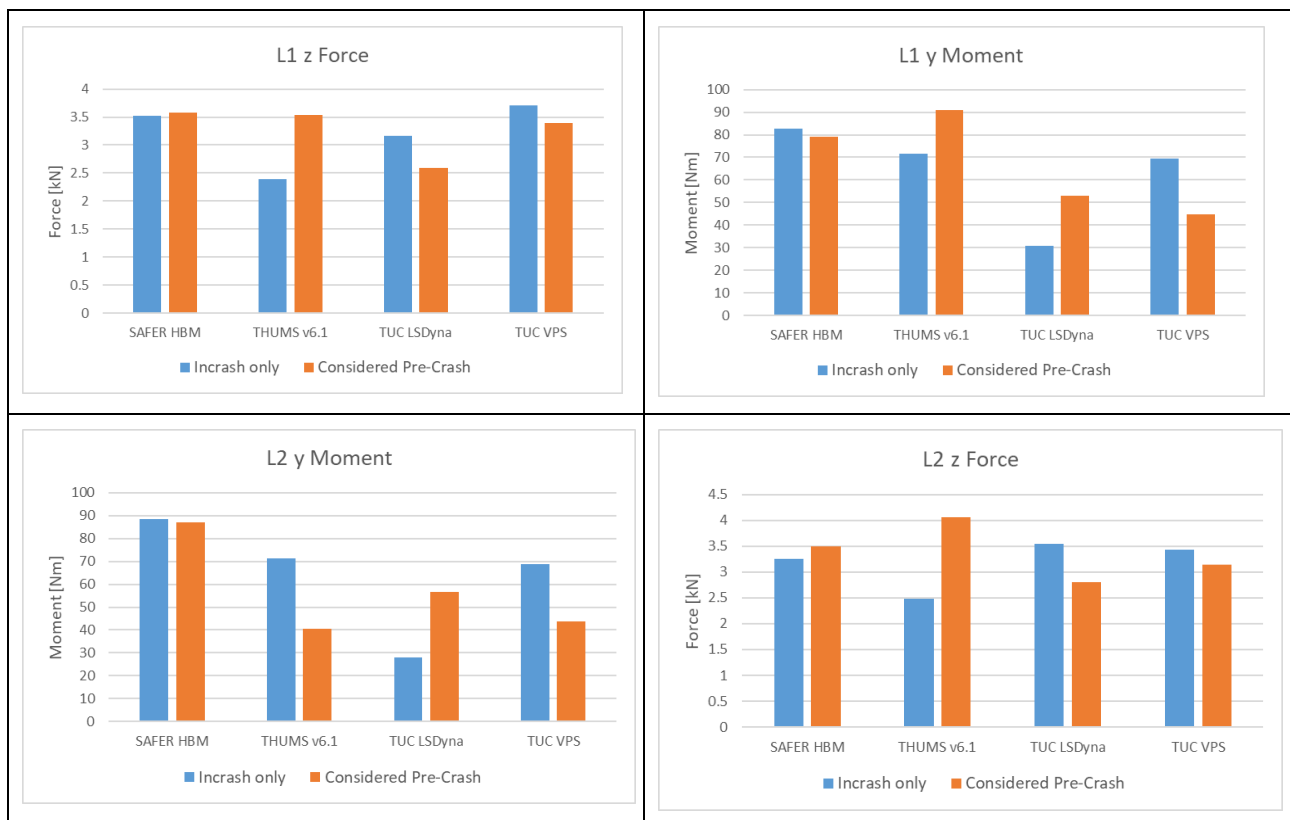 L1 z Force
4
3.5
3
2.5
2
1.5
1
0.5
0
Force [kN]
SAFER HBM THUMS v6.1 TUC LSDyna TUC VPS
Incrash only Considered Pre-Crash
L1 y Moment
100
90
80
70
60
50
40
30
20
10
0
Moment [Nm]
SAFER HBM THUMS v6.1 TUC LSDyna TUC VPS
Incrash only Considered Pre-Crash
L2 y Moment
100
90
80
70
60
50
40
30
20
10
0
Moment [Nm]
SAFER HBM THUMS v6.1 TUC LSDyna TUC VPS
Incrash only Considered Pre-Crash
L2 z Force
4.5
4
3.5
3
2.5
2
1.5
1
0.5
0
Force [kN]
SAFER HBM THUMS v6.1 TUC LSDyna TUC VPS
Incrash only Considered Pre-Crash